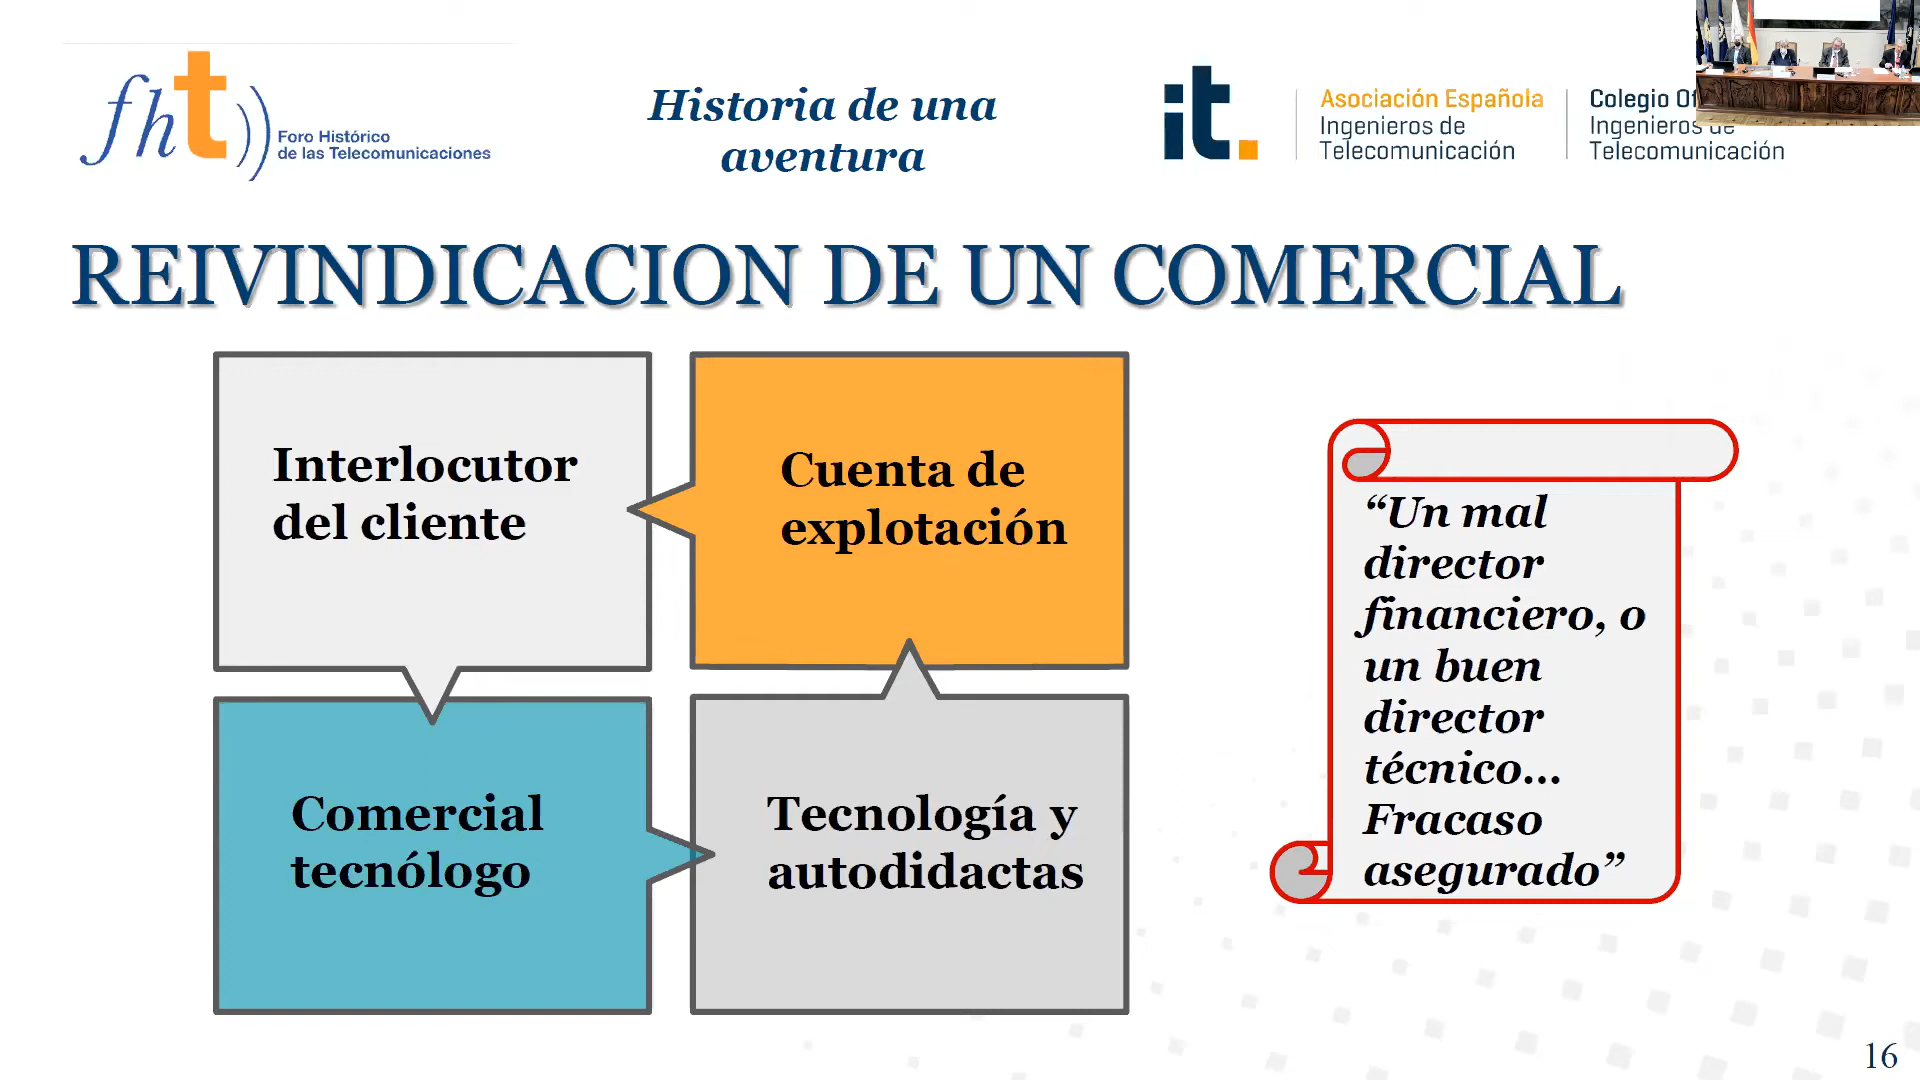 fht
Foro Histórico
de las Telecomunicaciones
Historia de una
aventura
it.
Asociación Española
Ingenieros de
Telecomunicación
Colegio
Ingenieros de
Telecomunicación
REIVINDICACION DE UN COMERCIAL
Interlocutor
del cliente
Cuenta de
explotación
Comercial
tecnólogo
Tecnología y
autodidactas
“Un mal
director
financiero, o
un buen
director
técnico...
Fracaso
asegurado”
16